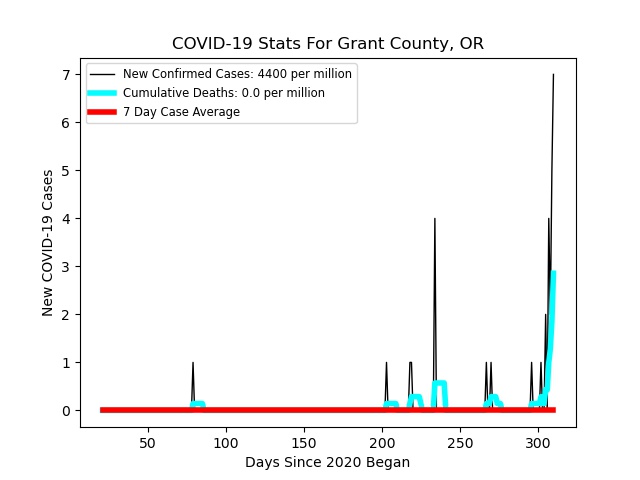 COVID-19 Stats For Grant County, OR
New Confirmed Cases: 4400 per million
Cumulative Deaths: 0.0 per million
7 Day Case Average
7
6
5
4
3
2
1
0
New COVID-19 Cases
50 100 150 200 250 300
Days Since 2020 Began